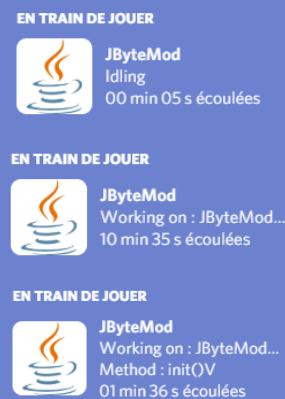 EN TRAIN DE JOUER
JByteMod
Idling
00 min 05 s écoulées
EN TRAIN DE JOUER
JByteMod
Working on : JByteMod...
10 min 35 s écoulées
EN TRAIN DE JOUER
JByteMod
Working on : JByteMod...
Method : init()V
01 min 36 s écoulées